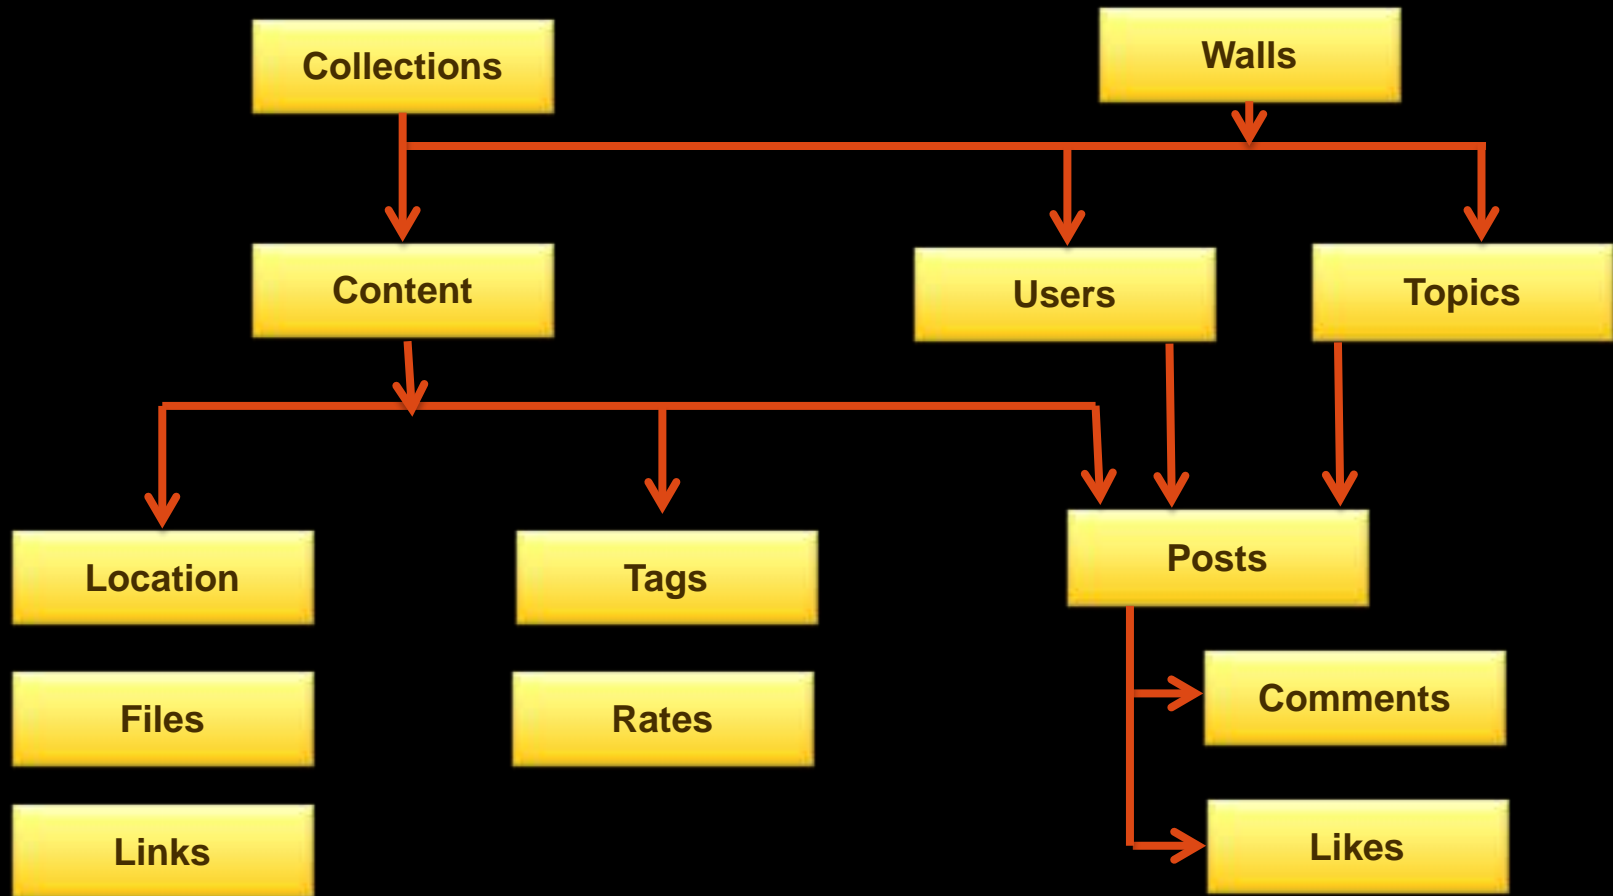 Collections
Walls
Content
Users
Topics
Location
Tags
Posts
Files
Rates
Comments
Links
Likes